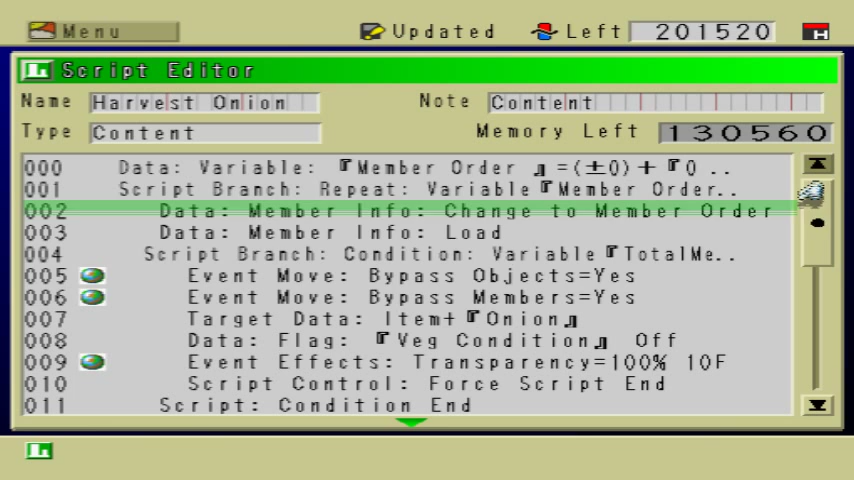 Menu Updated Left 201520
Script Editor
Name Harvest Onion Note Content
Type Content Memory Left 130560
000 Data: Variable: 『Member Order 』=(±0)+『0 ..
001 Script Branch: Repeat: Variable『Member Order..
002 Data: Member Info: Change to Member Order
003 Data: Member Info: Load
004 Script Branch: Condition: Variable『TotalMe..
005 Event Move: Bypass Objects=Yes
006 Event Move: Bypass Members=Yes
007 Target Data: Item+『Onion』
008 Data: Flag: 『Veg Condition』 Off
009 Event Effects: Transparency=100% 10F
010 Script Control: Force Script End
011 Script: Condition End